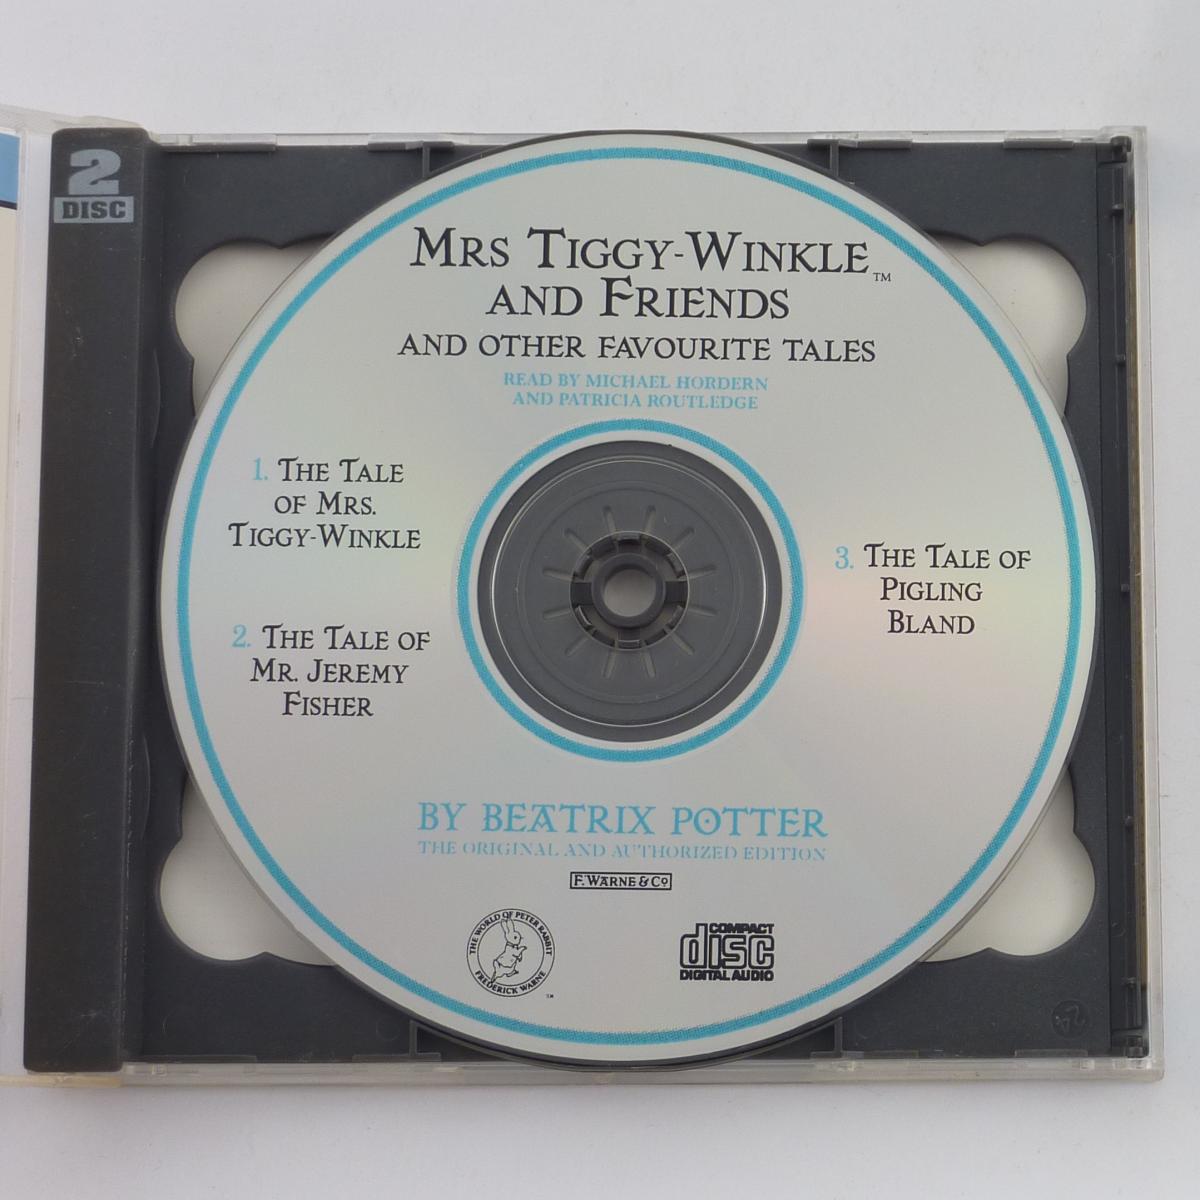 2
DISC
MRS TIGGY-WINKLE™
AND FRIENDS
AND OTHER FAVOURITE TALES
READ BY MICHAEL HORDERN
AND PATRICIA ROUTLEDGE
1. THE TALE
OF MRS.
TIGGY-WINKLE
2. THE TALE OF
MR. JEREMY
FISHER
3. THE TALE OF
PIGLING
BLAND
BY BEATRIX POTTER
THE ORIGINAL AND AUTHORIZED EDITION
F. WARNE & Co
THE WORLD OF PETER RABBIT
FREDERICK WARNE
™
COMPACT
disc
DIGITAL AUDIO
24